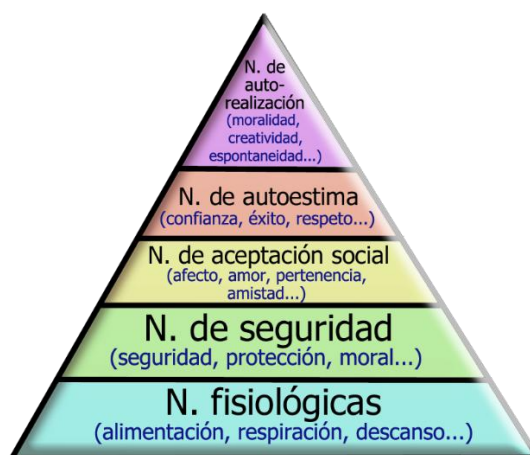 N. de
auto-
realización
(moralidad,
creatividad,
espontaneidad...)
N. de autoestima
(confianza, éxito, respeto...)
N. de aceptación social
(afecto, amor, pertenencia,
amistad...)
N. de seguridad
(seguridad, protección, moral...)
N. fisiológicas
(alimentación, respiración, descanso...)